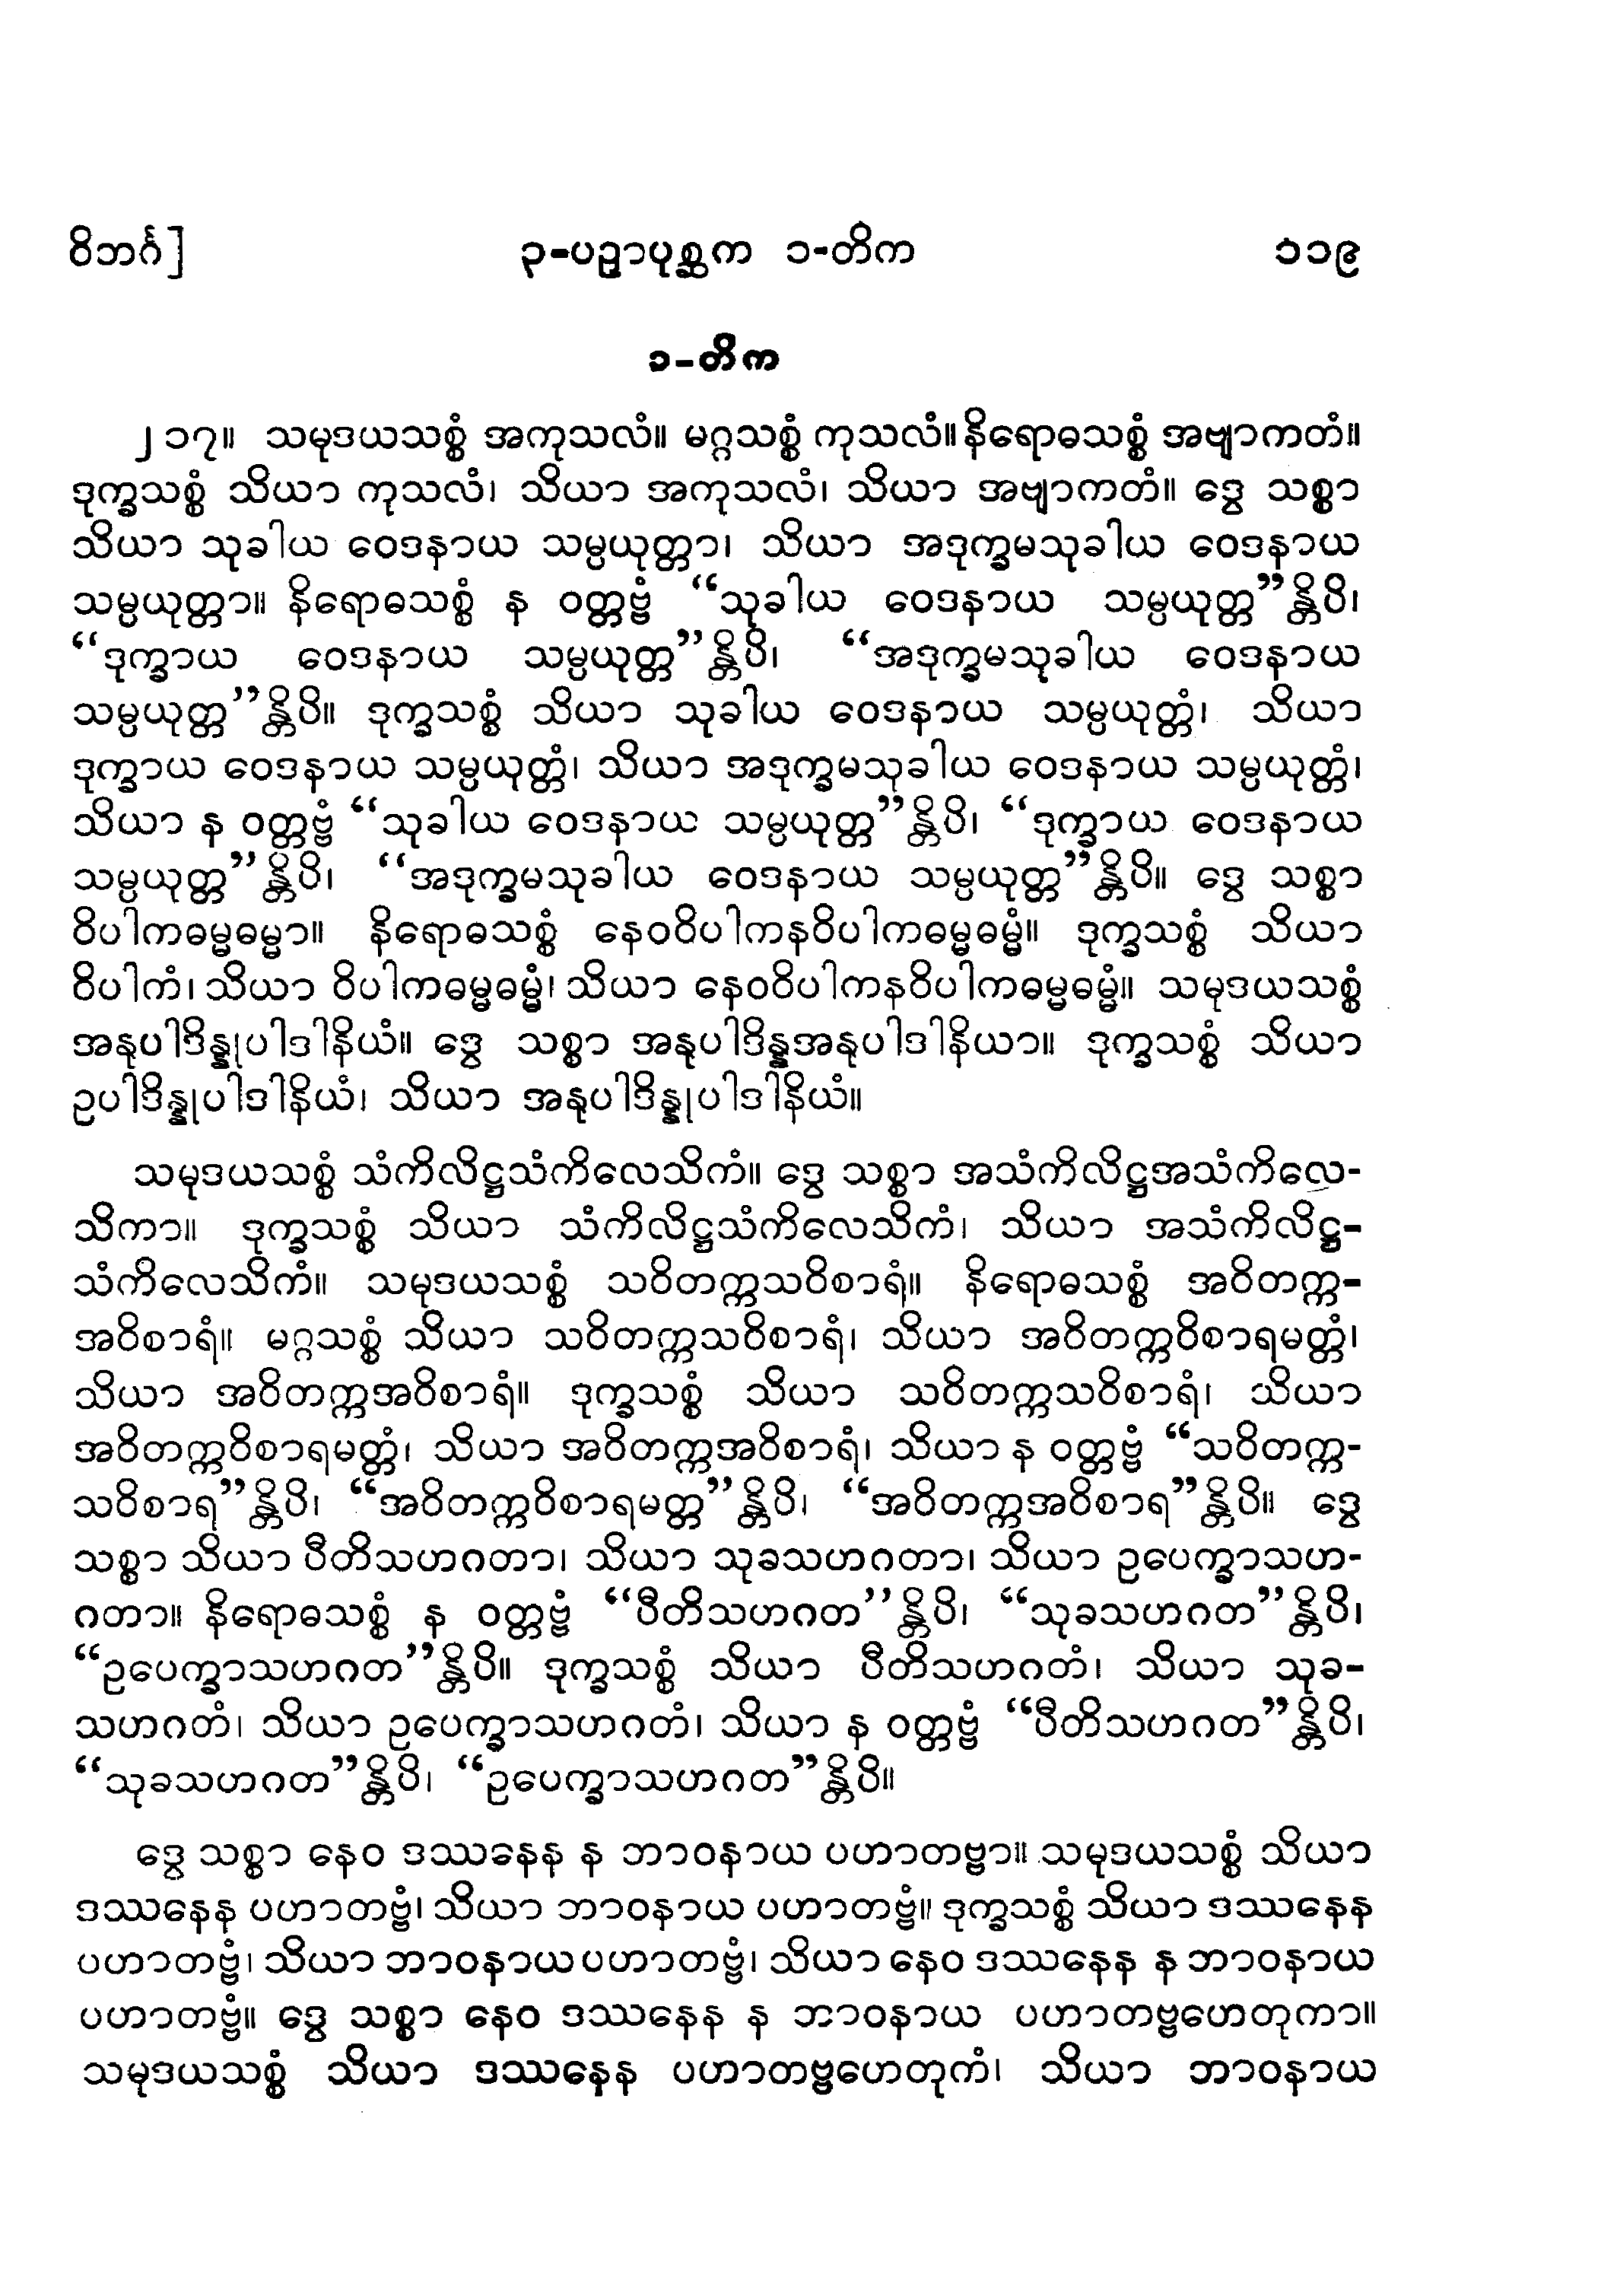 ဝိဘင်္ဂ] ၃-ပဉှာပုစ္ဆက ၁-တိက ၁၁၉
၁-တိက
၂၁၇။ သမုဒယသစ္စံ အကုသလံ။ မဂ္ဂသစ္စံ ကုသလံ။ နိရောဓသစ္စံ အဗျာကတံ။
ဒုက္ခသစ္စံ သိယာ ကုသလံ၊ သိယာ အကုသလံ၊ သိယာ အဗျာကတံ။ ဒွေ သစ္စာ
သိယာ သုခါယ ဝေဒနာယ သမ္ပယုတ္တာ၊ သိယာ အဒုက္ခမသုခါယ ဝေဒနာယ
သမ္ပယုတ္တာ။ နိရောဓသစ္စံ န ဝတ္တဗ္ဗံ “သုခါယ ဝေဒနာယ သမ္ပယုတ္တ”န္တိပိ၊
“ဒုက္ခာယ ဝေဒနာယ သမ္ပယုတ္တ”န္တိပိ၊ “အဒုက္ခမသုခါယ ဝေဒနာယ
သမ္ပယုတ္တ”န္တိပိ။ ဒုက္ခသစ္စံ သိယာ သုခါယ ဝေဒနာယ သမ္ပယုတ္တံ၊ သိယာ
ဒုက္ခာယ ဝေဒနာယ သမ္ပယုတ္တံ၊ သိယာ အဒုက္ခမသုခါယ ဝေဒနာယ သမ္ပယုတ္တံ၊
သိယာ န ဝတ္တဗ္ဗံ “သုခါယ ဝေဒနာယ သမ္ပယုတ္တ”န္တိပိ၊ “ဒုက္ခာယ ဝေဒနာယ
သမ္ပယုတ္တ”န္တိပိ၊ “အဒုက္ခမသုခါယ ဝေဒနာယ သမ္ပယုတ္တ”န္တိပိ။ ဒွေ သစ္စာ
ဝိပါကဓမ္မဓမ္မာ။ နိရောဓသစ္စံ နေဝဝိပါကနဝိပါကဓမ္မဓမ္မံ။ ဒုက္ခသစ္စံ သိယာ
ဝိပါကံ၊ သိယာ ဝိပါကဓမ္မဓမ္မံ၊ သိယာ နေဝဝိပါကနဝိပါကဓမ္မဓမ္မံ။ သမုဒယသစ္စံ
အနုပါဒိန္နုပါဒါနိယံ။ ဒွေ သစ္စာ အနုပါဒိန္နအနုပါဒါနိယာ။ ဒုက္ခသစ္စံ သိယာ
ဥပါဒိန္နုပါဒါနိယံ၊ သိယာ အနုပါဒိန္နုပါဒါနိယံ။
သမုဒယသစ္စံ သံကိလိဋ္ဌသံကိလေသိကံ။ ဒွေ သစ္စာ အသံကိလိဋ္ဌအသံကိလေ-
သိကာ။ ဒုက္ခသစ္စံ သိယာ သံကိလိဋ္ဌသံကိလေသိကံ၊ သိယာ အသံကိလိဋ္ဌ-
သံကိလေသိကံ။ သမုဒယသစ္စံ သဝိတက္ကသဝိစာရံ။ နိရောဓသစ္စံ အဝိတက္က-
အဝိစာရံ။ မဂ္ဂသစ္စံ သိယာ သဝိတက္ကသဝိစာရံ၊ သိယာ အဝိတက္ကဝိစာရမတ္တံ၊
သိယာ အဝိတက္ကအဝိစာရံ။ ဒုက္ခသစ္စံ သိယာ သဝိတက္ကသဝိစာရံ၊ သိယာ
အဝိတက္ကဝိစာရမတ္တံ၊ သိယာ အဝိတက္ကအဝိစာရံ၊ သိယာ န ဝတ္တဗ္ဗံ “သဝိတက္က-
သဝိစာရ”န္တိပိ၊ “အဝိတက္ကဝိစာရမတ္တ”န္တိပိ၊ “အဝိတက္ကအဝိစာရ”န္တိပိ။ ဒွေ
သစ္စာ သိယာ ပီတိသဟဂတာ၊ သိယာ သုခသဟဂတာ၊ သိယာ ဥပေက္ခာသဟ-
ဂတာ။ နိရောဓသစ္စံ န ဝတ္တဗ္ဗံ “ပီတိသဟဂတ”န္တိပိ၊ “သုခသဟဂတ”န္တိပိ၊
“ဥပေက္ခာသဟဂတ”န္တိပိ။ ဒုက္ခသစ္စံ သိယာ ပီတိသဟဂတံ၊ သိယာ သုခ-
သဟဂတံ၊ သိယာ ဥပေက္ခာသဟဂတံ၊ သိယာ န ဝတ္တဗ္ဗံ “ပီတိသဟဂတ”န္တိပိ၊
“သုခသဟဂတ”န္တိပိ၊ “ဥပေက္ခာသဟဂတ”န္တိပိ။
ဒွေ သစ္စာ နေဝ ဒဿနေန န ဘာဝနာယ ပဟာတဗ္ဗာ။ သမုဒယသစ္စံ သိယာ
ဒဿနေန ပဟာတဗ္ဗံ၊ သိယာ ဘာဝနာယ ပဟာတဗ္ဗံ။ ဒုက္ခသစ္စံ သိယာ ဒဿနေန
ပဟာတဗ္ဗံ၊ သိယာ ဘာဝနာယ ပဟာတဗ္ဗံ၊ သိယာ နေဝ ဒဿနေန န ဘာဝနာယ
ပဟာတဗ္ဗံ။ ဒွေ သစ္စာ နေဝ ဒဿနေန န ဘာဝနာယ ပဟာတဗ္ဗဟေတုကာ။
သမုဒယသစ္စံ သိယာ ဒဿနေန ပဟာတဗ္ဗဟေတုကံ၊ သိယာ ဘာဝနာယ